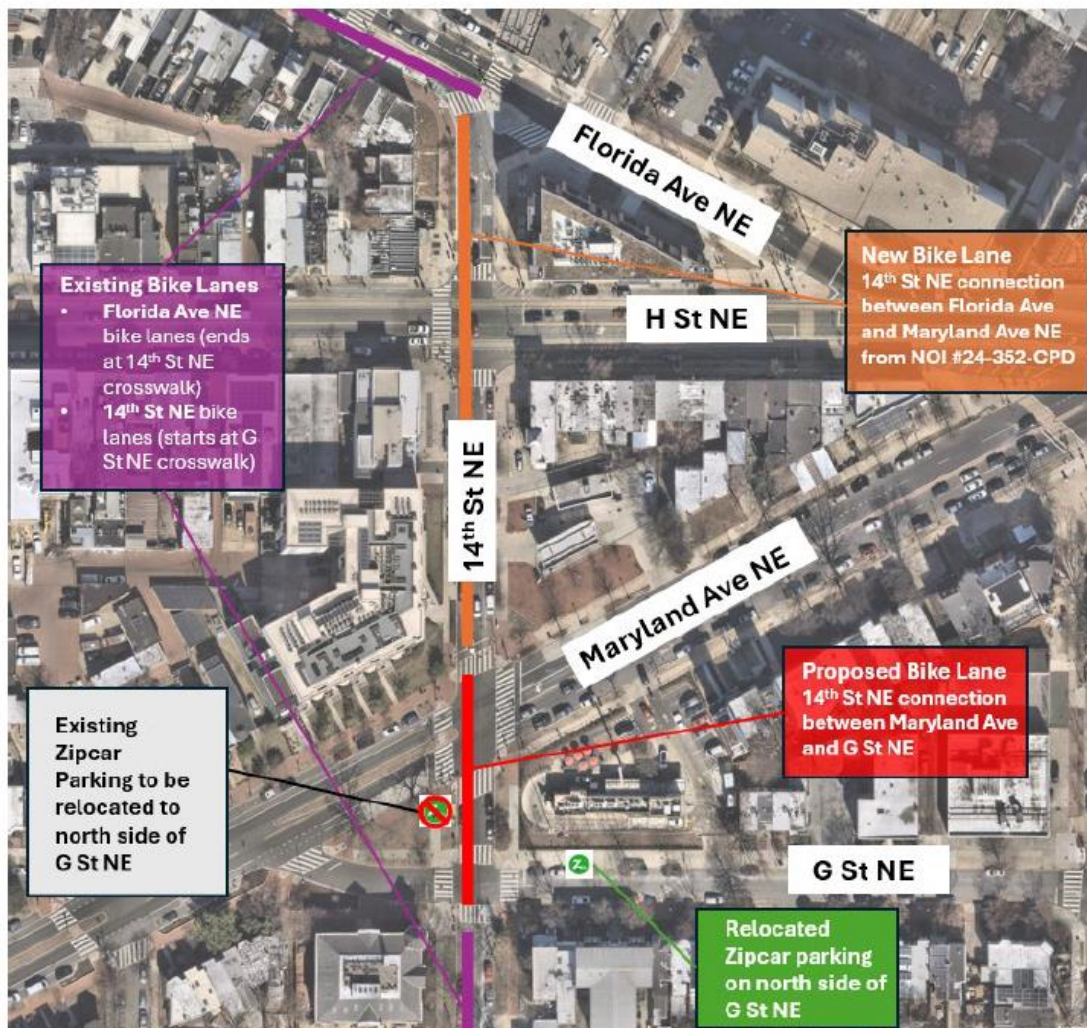 Florida Ave NE
New Bike Lane
14th St NE connection
between Florida Ave
and Maryland Ave NE
from NOI #24-352-CPD
Existing Bike Lanes
• Florida Ave NE
bike lanes (ends
at 14th St NE
crosswalk)
• 14th St NE bike
lanes (starts at G
St NE crosswalk)
H St NE
14th St NE
Maryland Ave NE
Proposed Bike Lane
14th St NE connection
between Maryland Ave
and G St NE
Existing
Zipcar
Parking to be
relocated to
north side of
G St NE
G St NE
Relocated
Zipcar parking
on north side of
G St NE